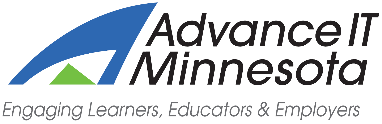 Advance IT
Minnesota
Engaging Learners, Educators & Employers